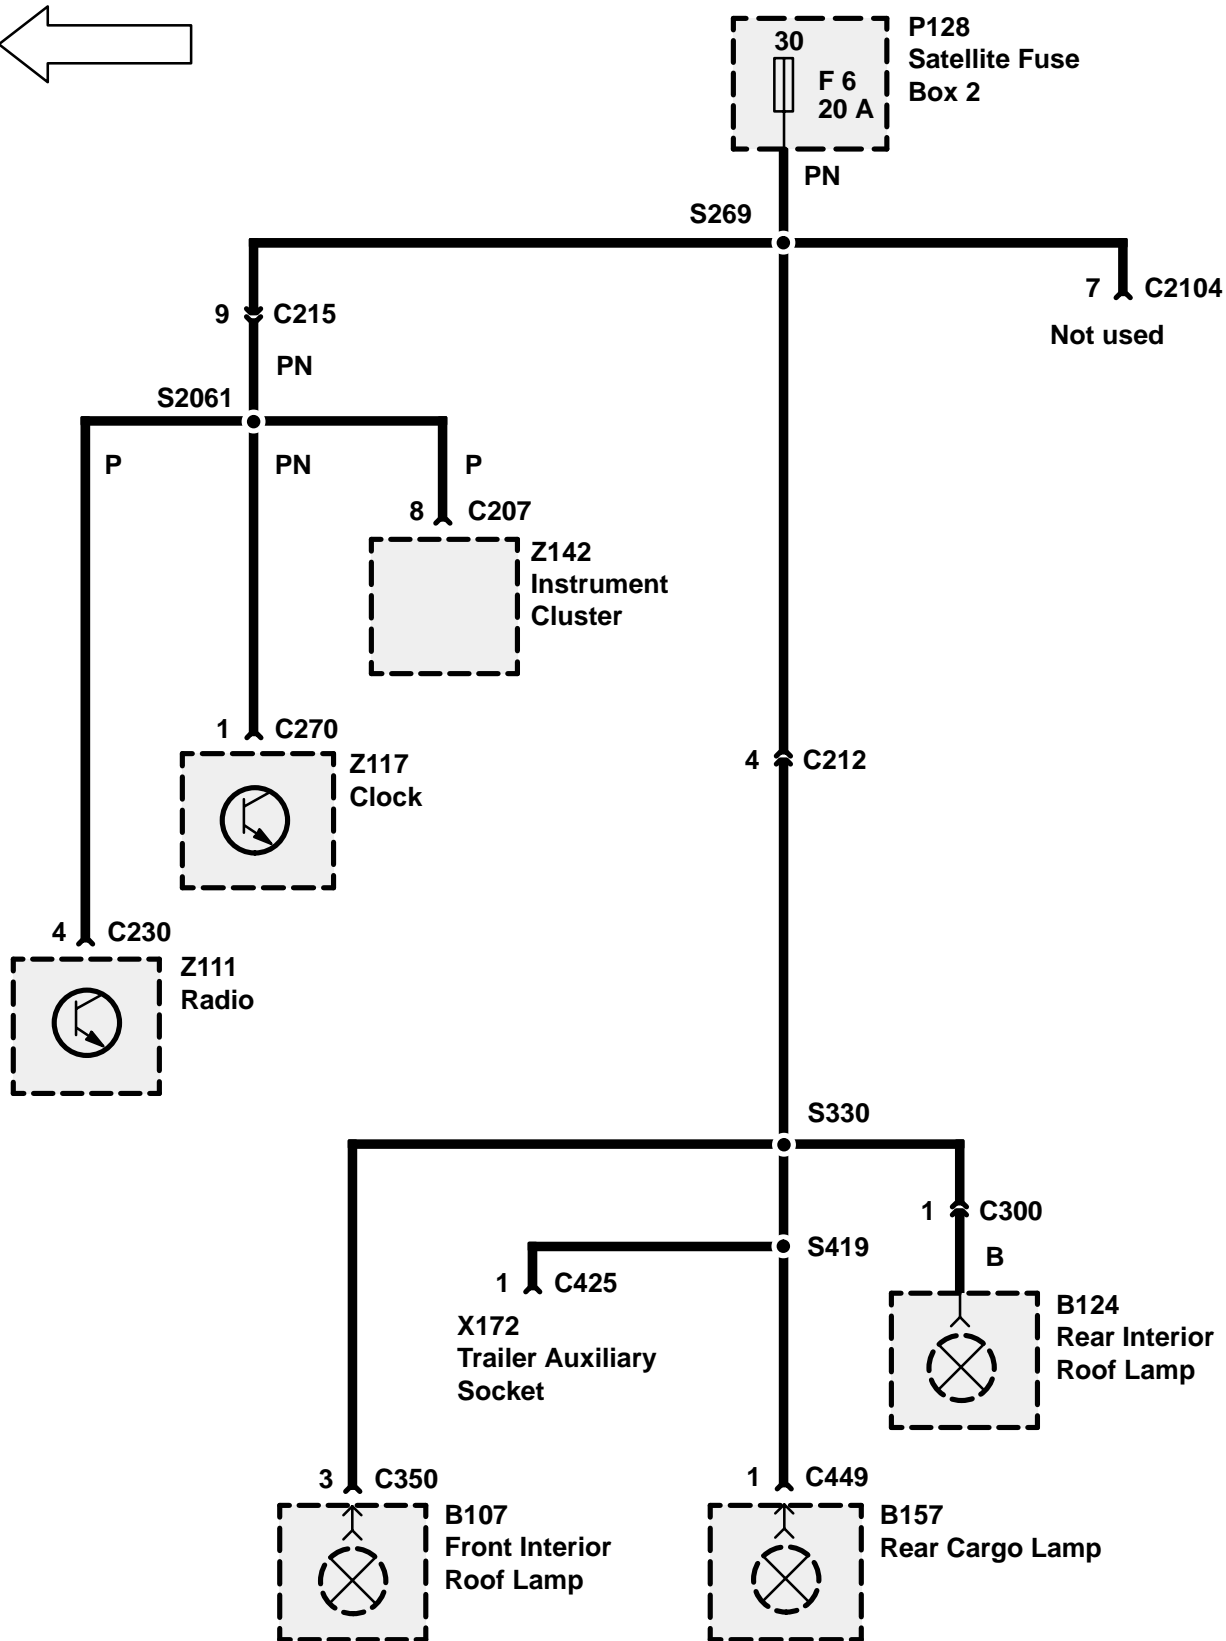 P128
30
Satellite Fuse
F 6
Box 2
20 A
PN
S269
7 C2104
9 C215
Not used
PN
S2061
P
PN
P
8 C207
Z142
Instrument
Cluster
1 C270
Z117
Clock
4 C212
4 C230
Z111
Radio
S330
1 C300
S419
B
1 C425
B124
X172
Rear Interior
Trailer Auxiliary
Roof Lamp
Socket
3 C350
1 C449
B107
Front Interior
Roof Lamp
B157
Rear Cargo Lamp